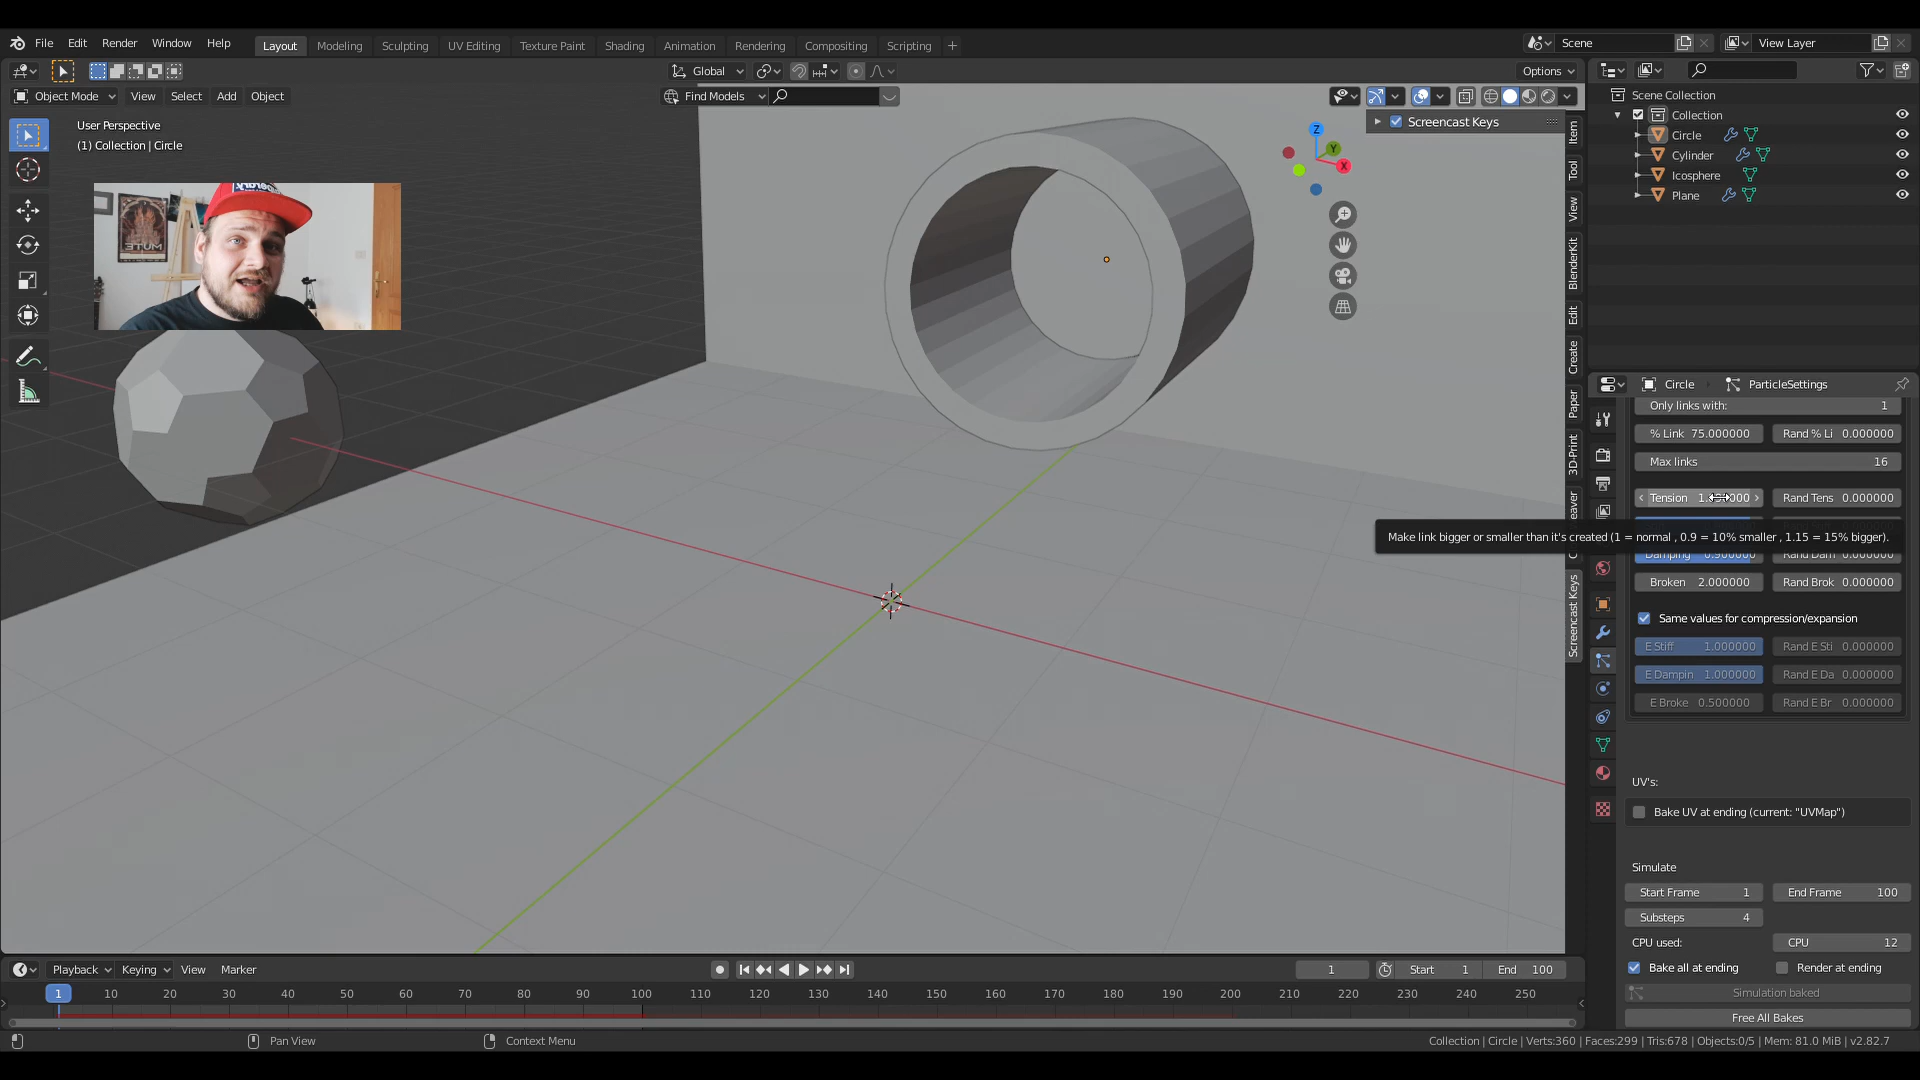 File Edit Render Window Help
Layout Modeling Sculpting UV Editing Texture Paint Shading Animation Rendering Compositing Scripting +
Scene
View Layer
Global
Options
Object Mode View Select Add Object
Find Models
User Perspective
(1) Collection | Circle
MUTE
Screencast Keys
Z
Y
X
Item
Tool
View
BlenderKit
Edit
Create
Paper
3D-Print
Screencast Keys
Scene Collection
Collection
Circle
Cylinder
Icosphere
Plane
Circle › ParticleSettings
Only links with: 1
% Link 75.000000 Rand % Li 0.000000
Max links 16
Tension Rand Tens 0.000000
Make link bigger or smaller than it's created (1 = normal , 0.9 = 10% smaller , 1.15 = 15% bigger).
Damping 0.900000 Rand Dam 0.000000
Broken 2.000000 Rand Brok 0.000000
Same values for compression/expansion
E Stiff 1.000000 Rand E Sti 0.000000
E Dampin 1.000000 Rand E Da 0.000000
E Broke 0.500000 Rand E Br 0.000000
UV's:
Bake UV at ending (current: "UVMap")
Simulate
Start Frame 1 End Frame 100
Substeps 4
CPU used: CPU 12
Bake all at ending Render at ending
Simulation baked
Free All Bakes
Playback Keying View Marker
1 Start 1 End 100
1 10 20 30 40 50 60 70 80 90 100 110 120 130 140 150 160 170 180 190 200 210 220 230 240 250
Pan View Context Menu
Collection | Circle | Verts:360 | Faces:299 | Tris:678 | Objects:0/5 | Mem: 81.0 MiB | v2.82.7